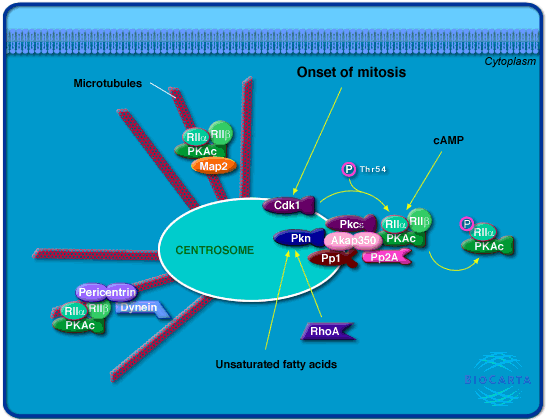 Cytoplasm
Onset of mitosis
Microtubules
RIIα
RIIβ
PKAc
Map2
cAMP
P
Thr54
Cdk1
Pkcε
RIIα
RIIβ
P
RIIα
Pkn
Akap350
PKAc
PKAc
CENTROSOME
Pp1
Pp2A
Pericentrin
RIIα
RIIβ
Dynein
PKAc
RhoA
Unsaturated fatty acids
BIOCARTA